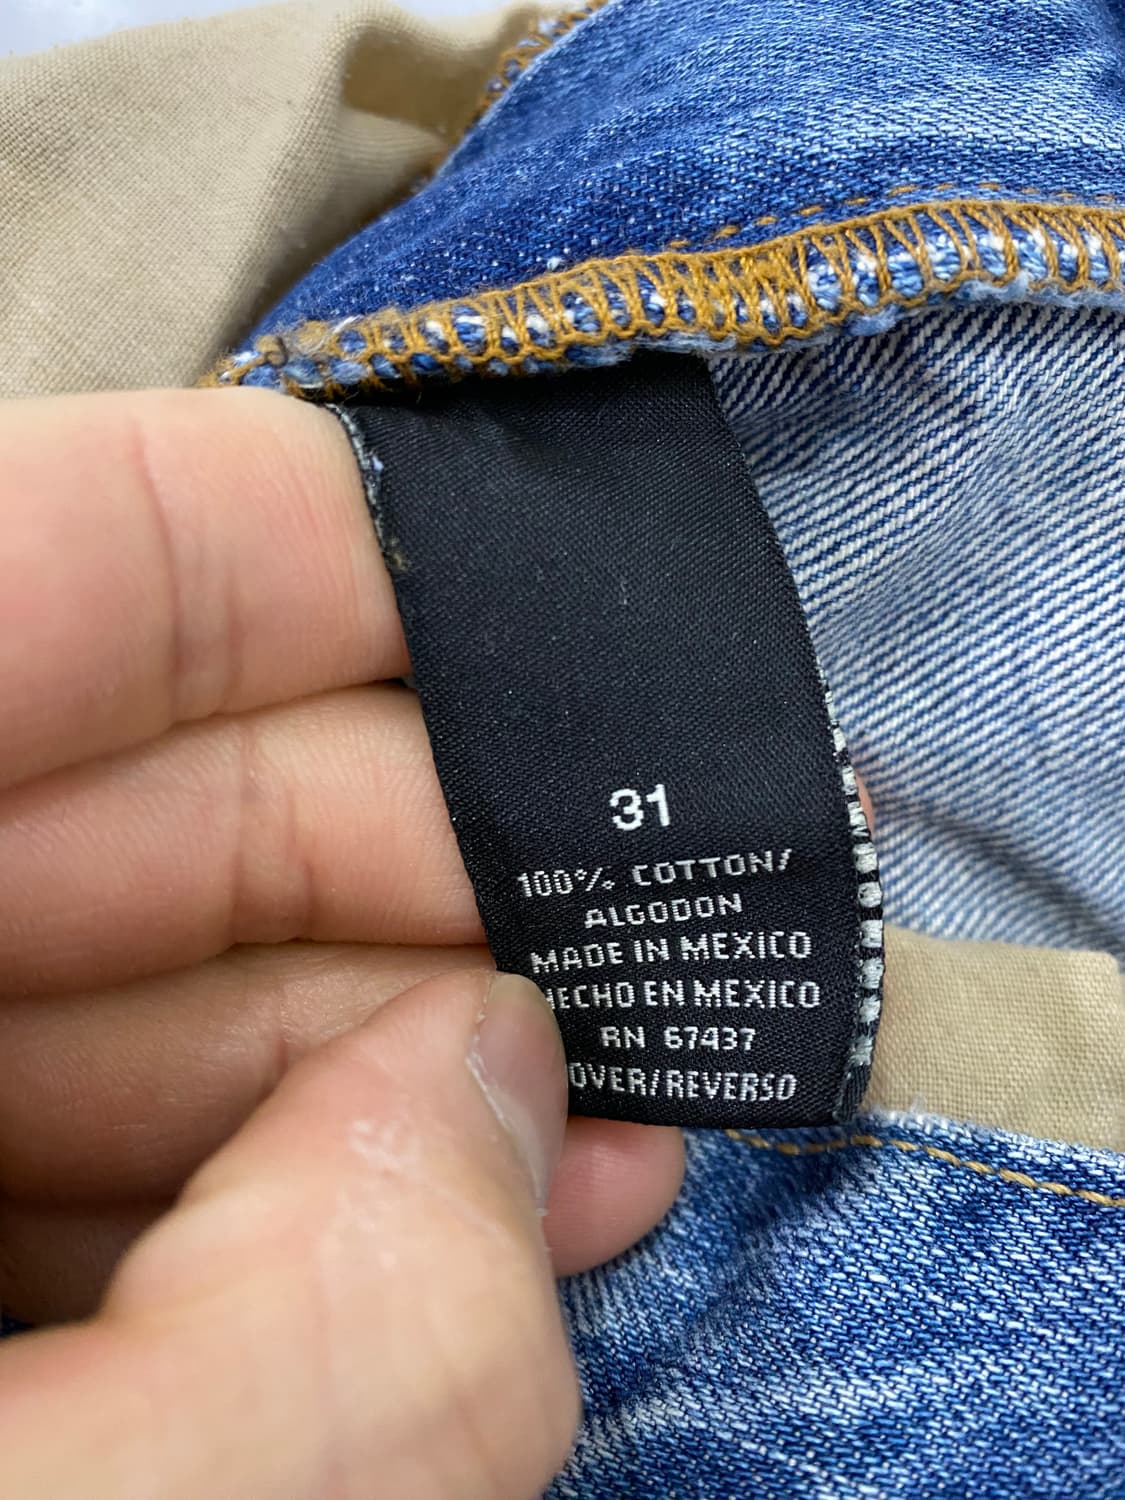 31
100% COTTON/
ALGODON
MADE IN MEXICO
HECHO EN MEXICO
RN 67437
OVER/REVERSO